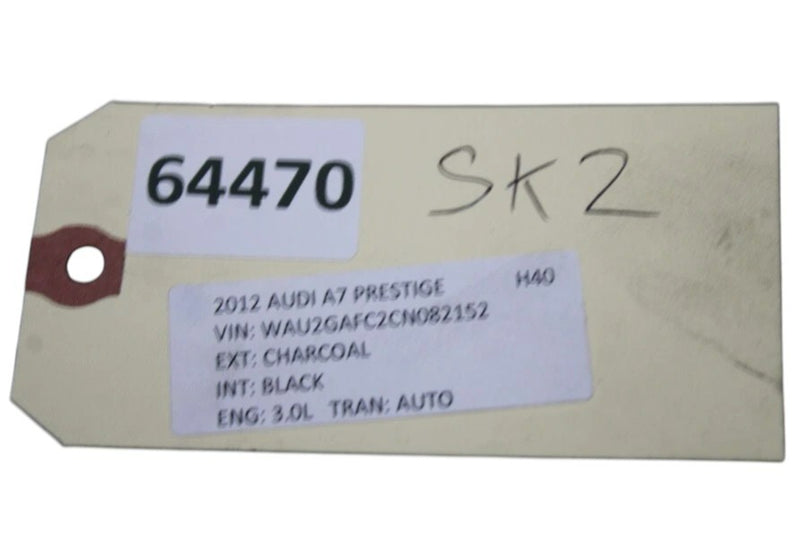 64470
SK2
2012 AUDI A7 PRESTIGE H40
VIN: WAU2GAFC2CN082152
EXT: CHARCOAL
INT: BLACK
ENG: 3.0L TRAN: AUTO